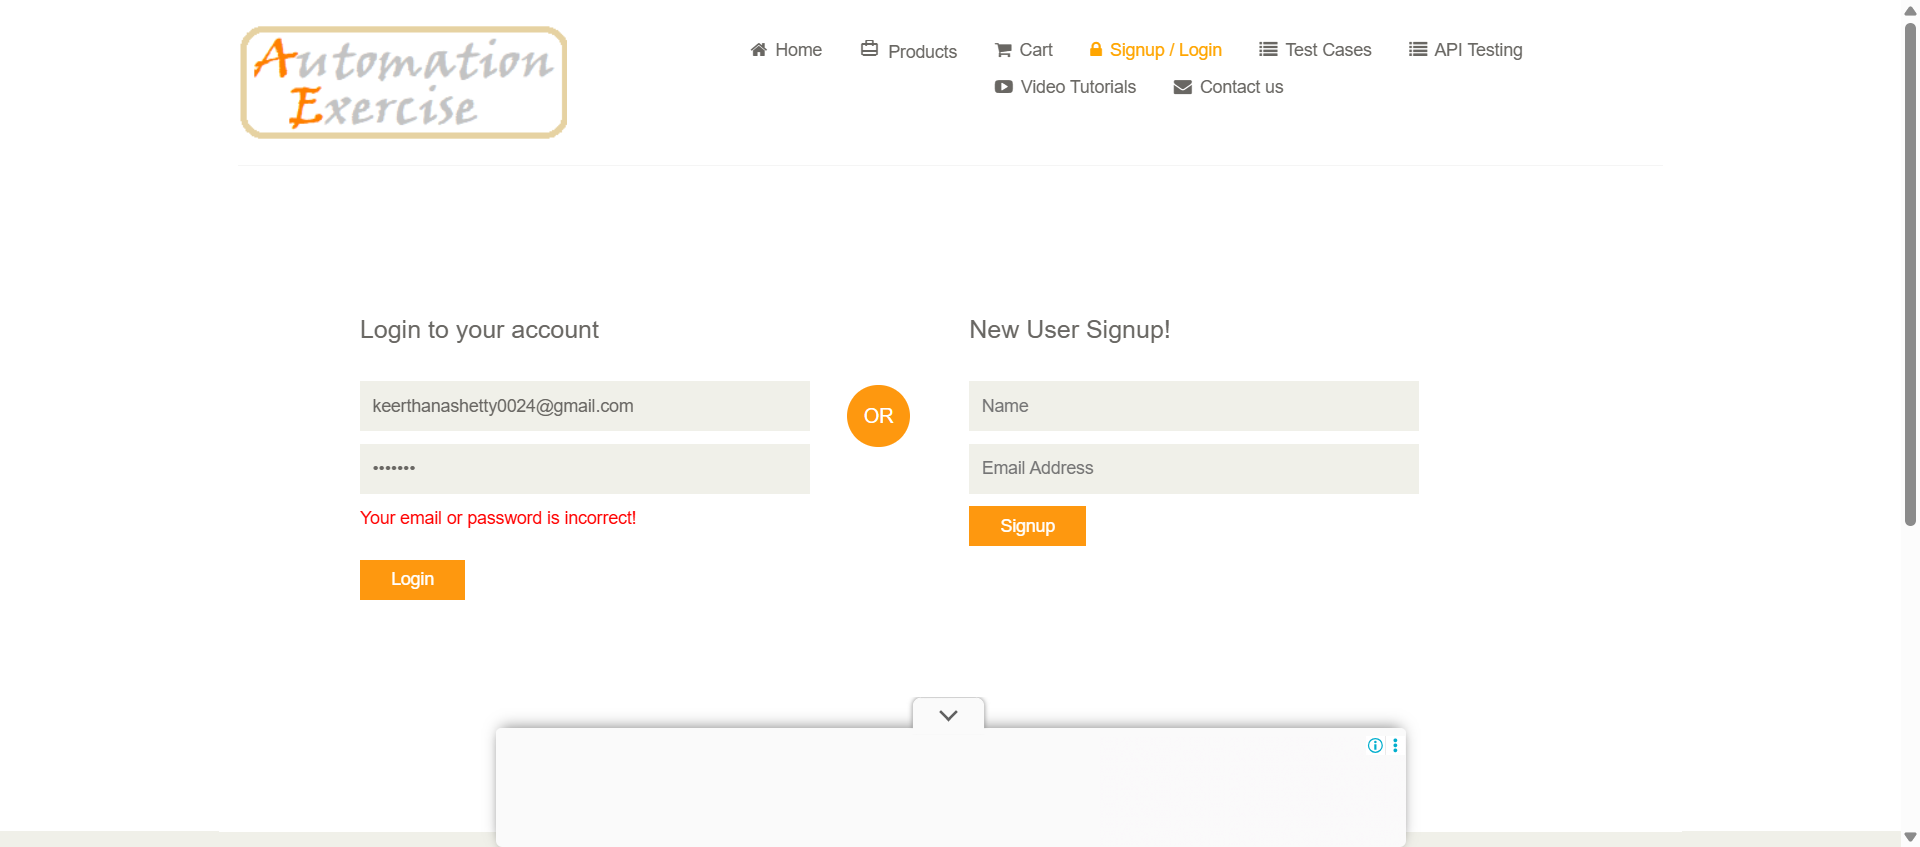 Automation
Exercise
Home Products Cart Signup / Login Test Cases API Testing
Video Tutorials Contact us
Login to your account
keerthanashetty0024@gmail.com
•••••••
Your email or password is incorrect!
Login
OR
New User Signup!
Name
Email Address
Signup